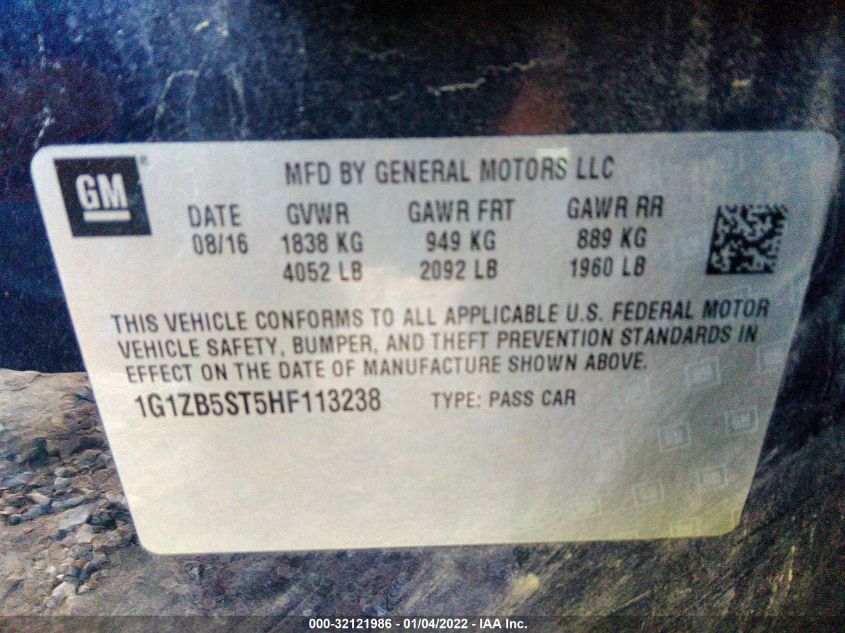 MFD BY GENERAL MOTORS LLC
GM®
DATE GVWR GAWR FRT GAWR RR
08/16 1838 KG 949 KG 889 KG
4052 LB 2092 LB 1960 LB
THIS VEHICLE CONFORMS TO ALL APPLICABLE U.S. FEDERAL MOTOR
VEHICLE SAFETY, BUMPER, AND THEFT PREVENTION STANDARDS IN
EFFECT ON THE DATE OF MANUFACTURE SHOWN ABOVE.
1G1ZB5ST5HF113238 TYPE: PASS CAR
000-32121986 - 01/04/2022 - IAA Inc.